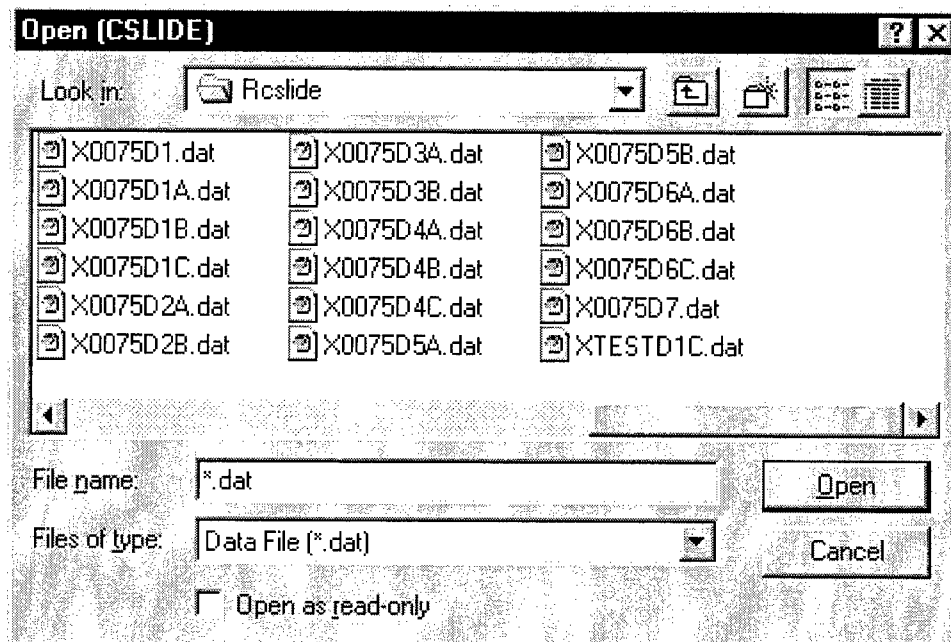 Open (CSLIDE)
Look in: Rcslide
X0075D1.dat X0075D3A.dat X0075D5B.dat
X0075D1A.dat X0075D3B.dat X0075D6A.dat
X0075D1B.dat X0075D4A.dat X0075D6B.dat
X0075D1C.dat X0075D4B.dat X0075D6C.dat
X0075D2A.dat X0075D4C.dat X0075D7.dat
X0075D2B.dat X0075D5A.dat XTESTD1C.dat
File name: *.dat Open
Files of type: Data File (*.dat) Cancel
Open as read-only